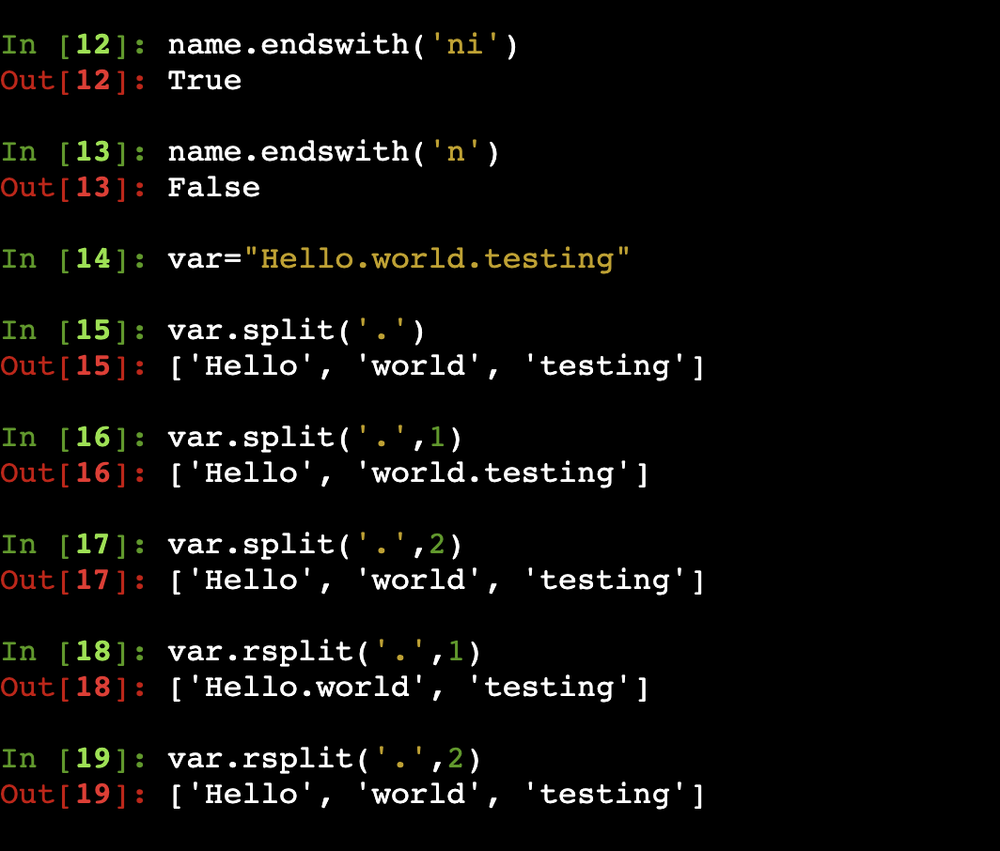 In [12]: name.endswith('ni')
Out[12]: True
In [13]: name.endswith('n')
Out[13]: False
In [14]: var="Hello.world.testing"
In [15]: var.split('.')
Out[15]: ['Hello', 'world', 'testing']
In [16]: var.split('.',1)
Out[16]: ['Hello', 'world.testing']
In [17]: var.split('.',2)
Out[17]: ['Hello', 'world', 'testing']
In [18]: var.rsplit('.',1)
Out[18]: ['Hello.world', 'testing']
In [19]: var.rsplit('.',2)
Out[19]: ['Hello', 'world', 'testing']